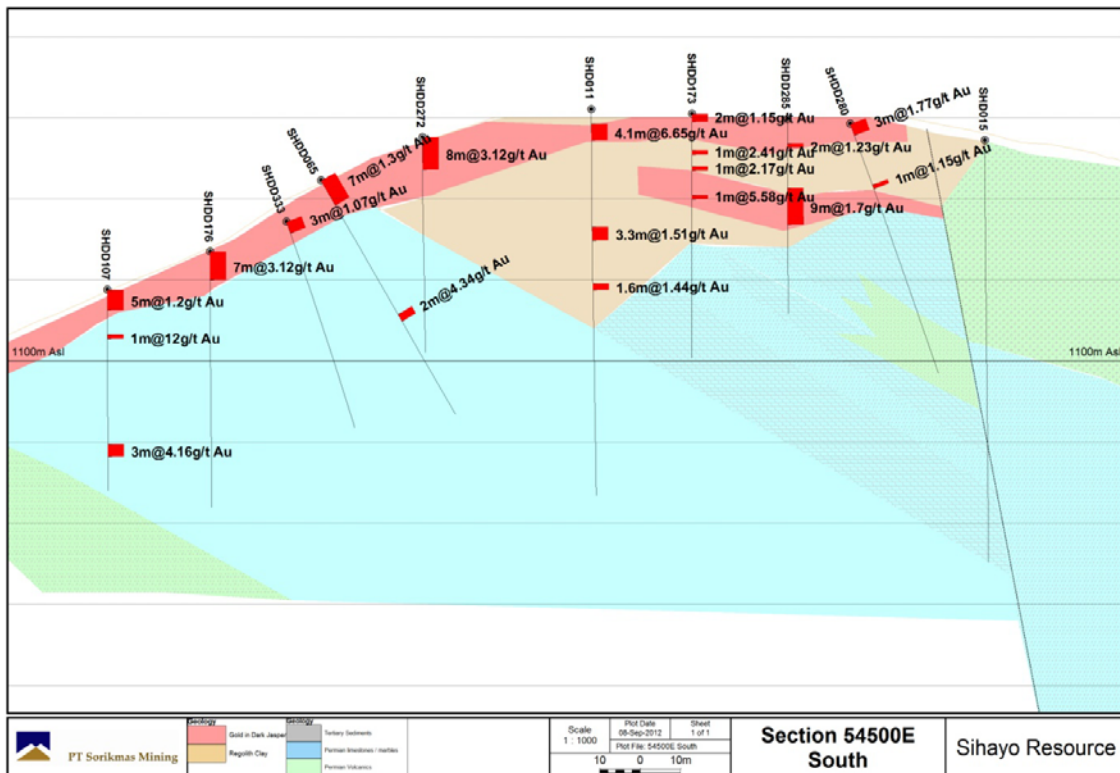 SHDD107
SHDD176
SHDD333
SHDD065
SHDD272
SHD011
SHDD173
SHDD285
SHDD280
SHD015
5m@1.2g/t Au
1m@12g/t Au
3m@4.16g/t Au
7m@3.12g/t Au
3m@1.07g/t Au
7m@1.3g/t Au
2m@4.34g/t Au
8m@3.12g/t Au
4.1m@6.65g/t Au
3.3m@1.51g/t Au
1.6m@1.44g/t Au
2m@1.15g/t Au
1m@2.41g/t Au
1m@2.17g/t Au
1m@5.58g/t Au
2m@1.23g/t Au
9m@1.7g/t Au
3m@1.77g/t Au
1m@1.15g/t Au
1100m Asl
1100m Asl
PT Sorikmas Mining
Geology
Gold in Dark Jasper
Regolith Clay
Geology
Tertiary Sediments
Permian limestones / marbles
Permian Volcanics
Scale
1 : 1000
Plot Date
08-Sep-2012
Sheet
1 of 1
Plot File: 54500E South
10 0 10m
Section 54500E
South
Sihayo Resource